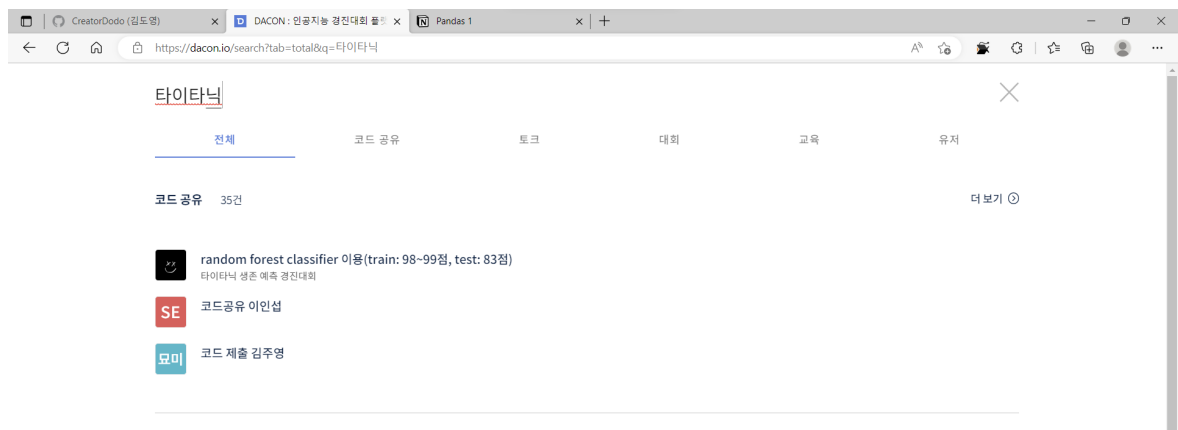 CreatorDodo (김도영)
DACON : 인공지능 경진대회 플랫
Pandas 1
https://dacon.io/search?tab=total&q=타이타닉
타이타닉
전체 코드 공유 토크 대회 교육 유저
코드 공유 35건 더 보기
random forest classifier 이용(train: 98~99점, test: 83점)
타이타닉 생존 예측 경진대회
SE 코드공유 이인섭
묘미 코드 제출 김주영